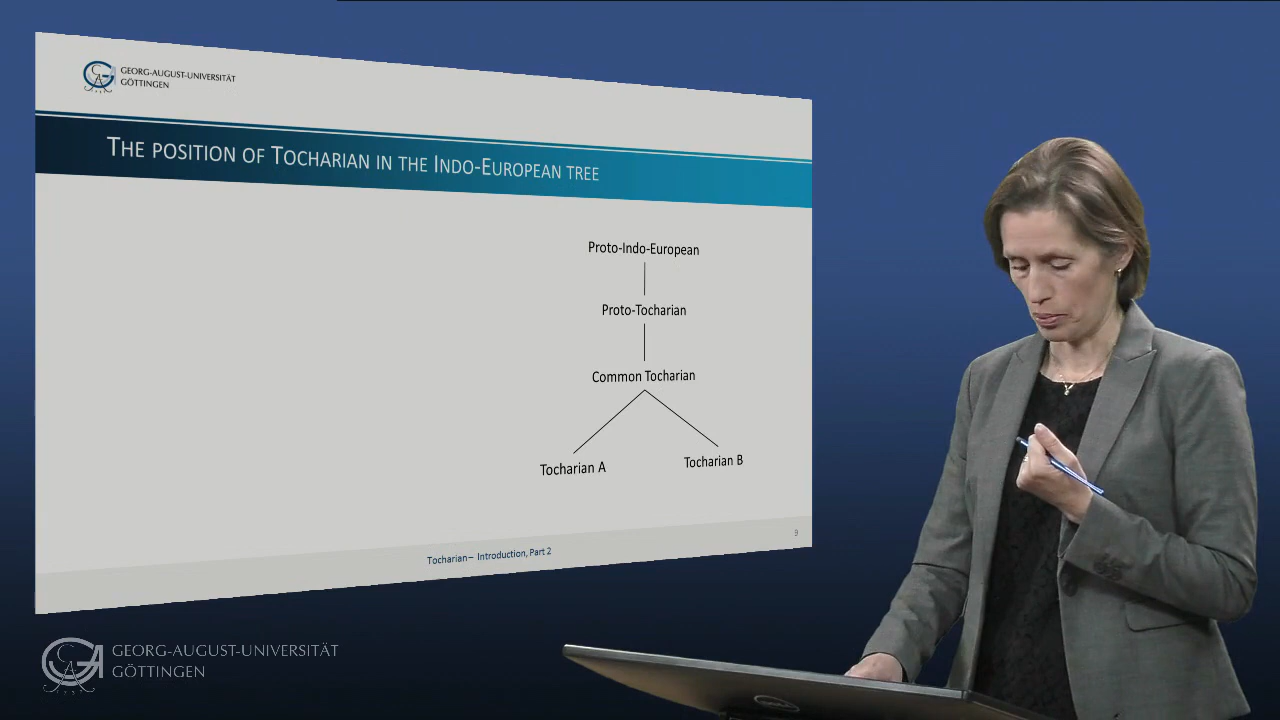 GEORG-AUGUST-UNIVERSITÄT
GÖTTINGEN
THE POSITION OF TOCHARIAN IN THE INDO-EUROPEAN TREE
Proto-Indo-European
Proto-Tocharian
Common Tocharian
Tocharian A
Tocharian B
9
Tocharian – Introduction, Part 2
GEORG-AUGUST-UNIVERSITÄT
GÖTTINGEN